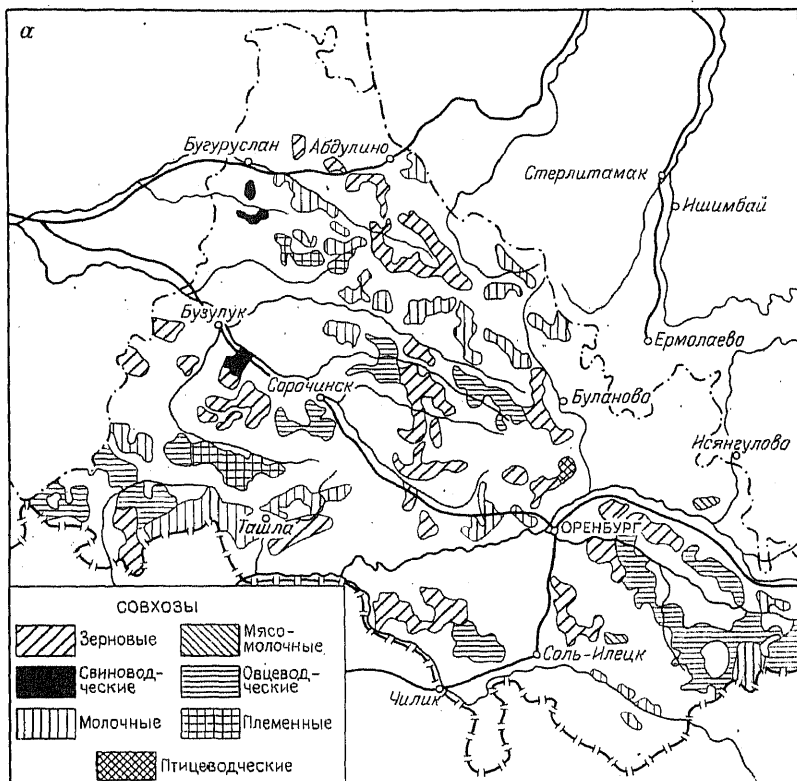 а
Бугуруслан
Абдулино
Стерлитамак
Ишимбай
Бузулук
Ермолаево
Сорочинск
Буланово
Исянгулово
Ташла
ОРЕНБУРГ
Соль-Илецк
Чилик
СОВХОЗЫ
Зерновые
Мясо-
молочные
Свиновод-
ческие
Овцевод-
ческие
Молочные
Племенные
Птицеводческие